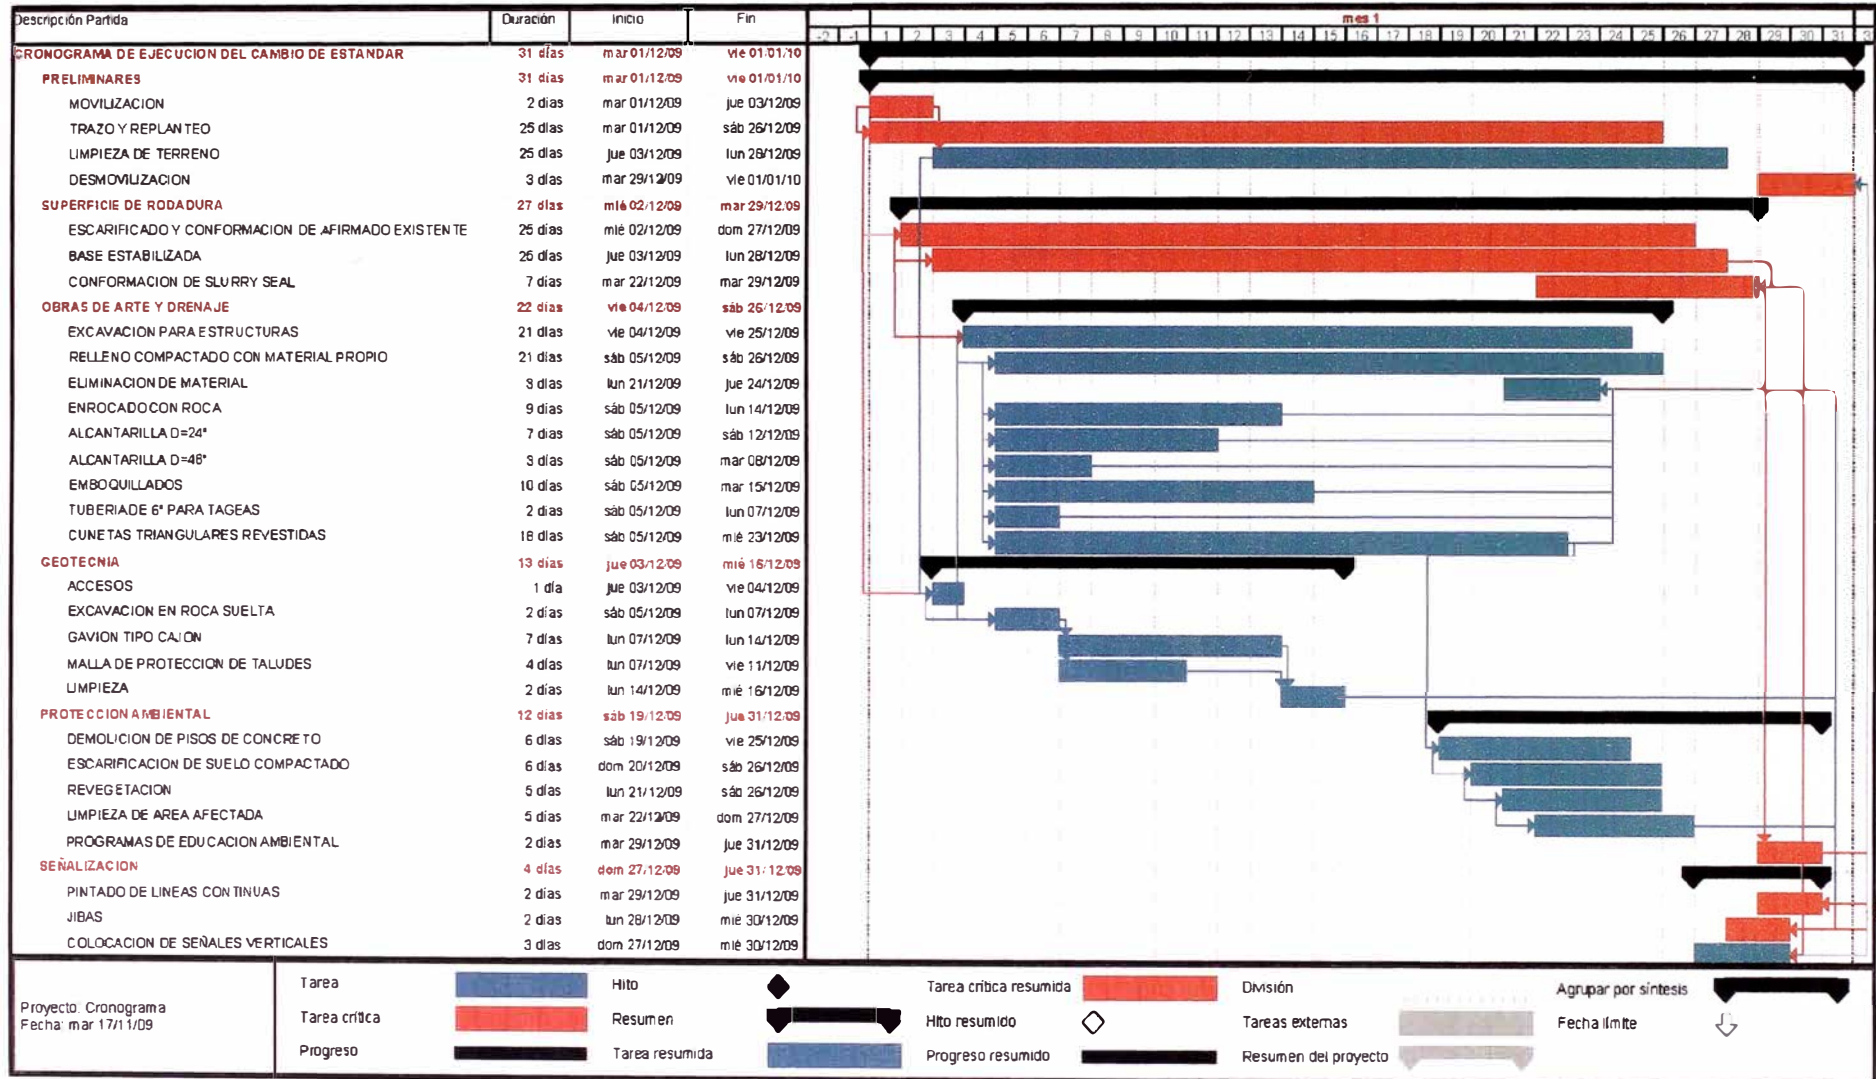 Descripción Partida Duración Inicio Fin mes 1
-2 -1 1 2 3 4 5 6 7 8 9 10 11 12 13 14 15 16 17 18 19 20 21 22 23 24 25 26 27 28 29 30 31
CRONOGRAMA DE EJECUCION DEL CAMBIO DE ESTANDAR 31 días mar 01/12/09 vie 01/01/10
PRELIMINARES 31 días mar 01/12/09 vie 01/01/10
MOVILIZACION 2 días mar 01/12/09 jue 03/12/09
TRAZO Y REPLANTEO 25 días mar 01/12/09 sáb 26/12/09
LIMPIEZA DE TERRENO 25 días jue 03/12/09 lun 28/12/09
DESMOVILIZACION 3 días mar 29/12/09 vie 01/01/10
SUPERFICIE DE RODADURA 27 días mié 02/12/09 mar 29/12/09
ESCARIFICADO Y CONFORMACION DE AFIRMADO EXISTENTE 25 días mié 02/12/09 dom 27/12/09
BASE ESTABILIZADA 25 días jue 03/12/09 lun 28/12/09
CONFORMACION DE SLURRY SEAL 7 días mar 22/12/09 mar 29/12/09
OBRAS DE ARTE Y DRENAJE 22 días vie 04/12/09 sáb 26/12/09
EXCAVACION PARA ESTRUCTURAS 21 días vie 04/12/09 vie 25/12/09
RELLENO COMPACTADO CON MATERIAL PROPIO 21 días sáb 05/12/09 sáb 26/12/09
ELIMINACION DE MATERIAL 3 días lun 21/12/09 jue 24/12/09
ENROCADO CON ROCA 9 días sáb 05/12/09 lun 14/12/09
ALCANTARILLA D=24" 7 días sáb 05/12/09 sáb 12/12/09
ALCANTARILLA D=48" 3 días sáb 05/12/09 mar 08/12/09
EMBOQUILLADOS 10 días sáb 05/12/09 mar 15/12/09
TUBERIA DE 6" PARA TAGEAS 2 días sáb 05/12/09 lun 07/12/09
CUNETAS TRIANGULARES REVESTIDAS 18 días sáb 05/12/09 mié 23/12/09
GEOTECNIA 13 días jue 03/12/09 mié 16/12/09
ACCESOS 1 día jue 03/12/09 vie 04/12/09
EXCAVACION EN ROCA SUELTA 2 días sáb 05/12/09 lun 07/12/09
GAVION TIPO CAJON 7 días lun 07/12/09 lun 14/12/09
MALLA DE PROTECCION DE TALUDES 4 días lun 07/12/09 vie 11/12/09
LIMPIEZA 2 días lun 14/12/09 mié 16/12/09
PROTECCION AMBIENTAL 12 días sáb 19/12/09 jue 31/12/09
DEMOLICION DE PISOS DE CONCRETO 6 días sáb 19/12/09 vie 25/12/09
ESCARIFICACION DE SUELO COMPACTADO 6 días dom 20/12/09 sáb 26/12/09
REVEGETACION 5 días lun 21/12/09 sáb 26/12/09
LIMPIEZA DE AREA AFECTADA 5 días mar 22/12/09 dom 27/12/09
PROGRAMAS DE EDUCACION AMBIENTAL 2 días mar 29/12/09 jue 31/12/09
SEÑALIZACION 4 días dom 27/12/09 jue 31/12/09
PINTADO DE LINEAS CONTINUAS 2 días mar 29/12/09 jue 31/12/09
JIBAS 2 días lun 28/12/09 mié 30/12/09
COLOCACION DE SEÑALES VERTICALES 3 días dom 27/12/09 mié 30/12/09
Proyecto: Cronograma
Fecha: mar 17/11/09
Tarea Hito Tarea crítica resumida División Agrupar por síntesis
Tarea crítica Resumen Hito resumido Tareas externas Fecha límite
Progreso Tarea resumida Progreso resumido Resumen del proyecto